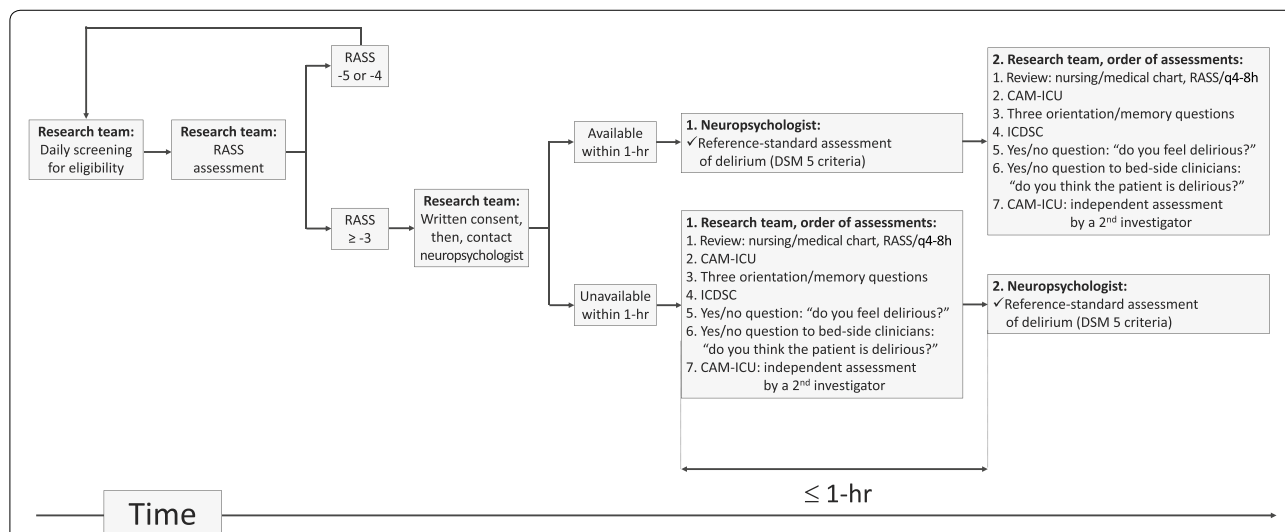 RASS
-5 or -4
Research team:
Daily screening
for eligibility
Research team:
RASS
assessment
RASS
≥ -3
Research team:
Written consent,
then, contact
neuropsychologist
Available
within 1-hr
1. Neuropsychologist:
✓Reference-standard assessment
of delirium (DSM 5 criteria)
2. Research team, order of assessments:
1. Review: nursing/medical chart, RASS/q4-8h
2. CAM-ICU
3. Three orientation/memory questions
4. ICDSC
5. Yes/no question: “do you feel delirious?”
6. Yes/no question to bed-side clinicians:
“do you think the patient is delirious?”
7. CAM-ICU: independent assessment
by a 2nd investigator
Unavailable
within 1-hr
1. Research team, order of assessments:
1. Review: nursing/medical chart, RASS/q4-8h
2. CAM-ICU
3. Three orientation/memory questions
4. ICDSC
5. Yes/no question: “do you feel delirious?”
6. Yes/no question to bed-side clinicians:
“do you think the patient is delirious?”
7. CAM-ICU: independent assessment
by a 2nd investigator
2. Neuropsychologist:
✓Reference-standard assessment
of delirium (DSM 5 criteria)
≤ 1-hr
Time